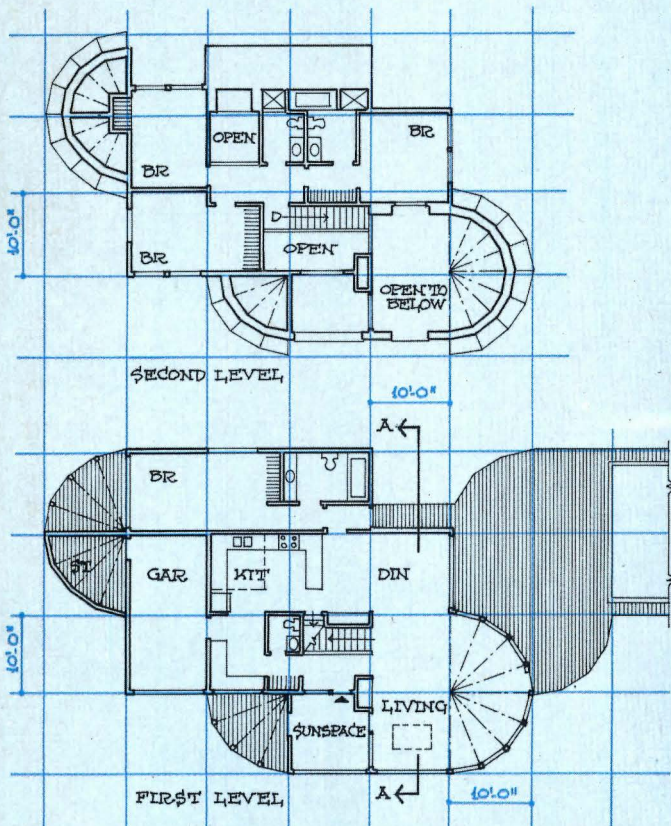 OPEN
BR
BR
BR
D
OPEN
OPEN TO
BELOW
10'-0"
SECOND LEVEL
10'-0"
A
BR
ST
GAR
KIT
DIN
10'-0"
LIVING
SUNSPACE
FIRST LEVEL
A
10'-0"